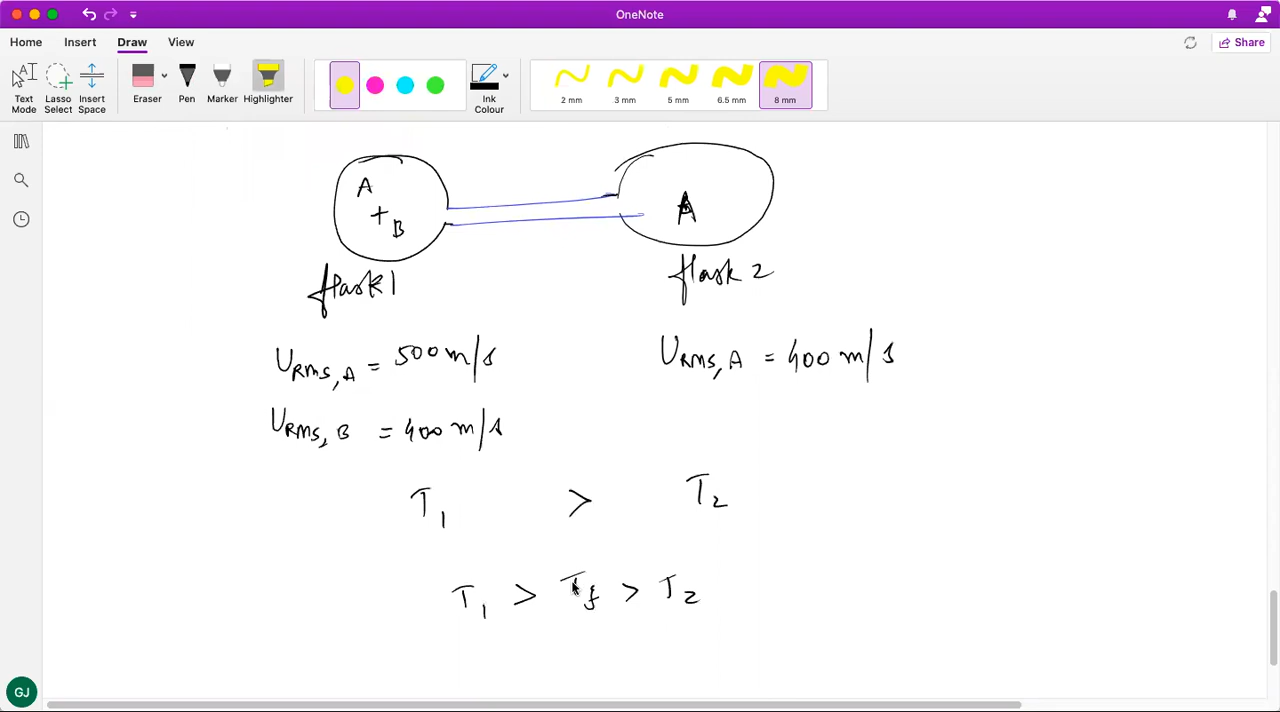 OneNote
Home Insert Draw View
Share
Text Mode
Lasso Select
Insert Space
Eraser
Pen
Marker
Highlighter
Ink Colour
2 mm
3 mm
5 mm
6.5 mm
8 mm
A
+
B
A
flask 1
flask 2
URMS, A = 500 m/s
URMS, A = 400 m/s
URMS, B = 400 m/s
T1 > T2
T1 > Tf > T2
GJ